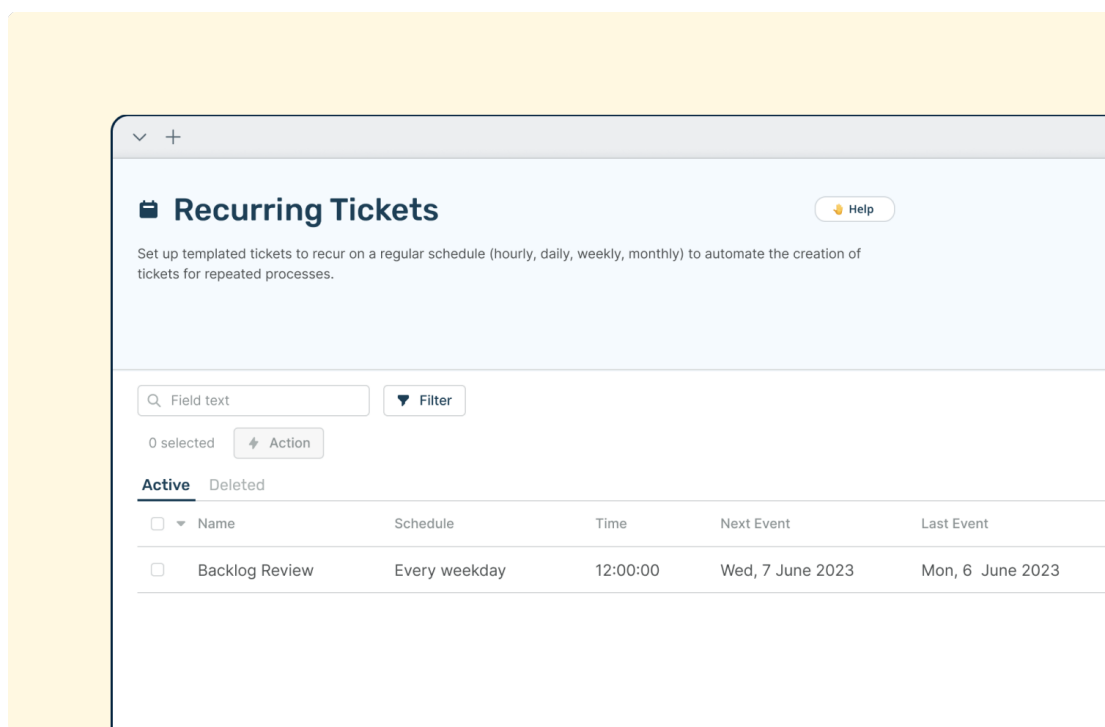 Recurring Tickets
👋 Help
Set up templated tickets to recur on a regular schedule (hourly, daily, weekly, monthly) to automate the creation of
tickets for repeated processes.
Field text
Filter
0 selected
Action
Active Deleted
Name Schedule Time Next Event Last Event
Backlog Review Every weekday 12:00:00 Wed, 7 June 2023 Mon, 6 June 2023